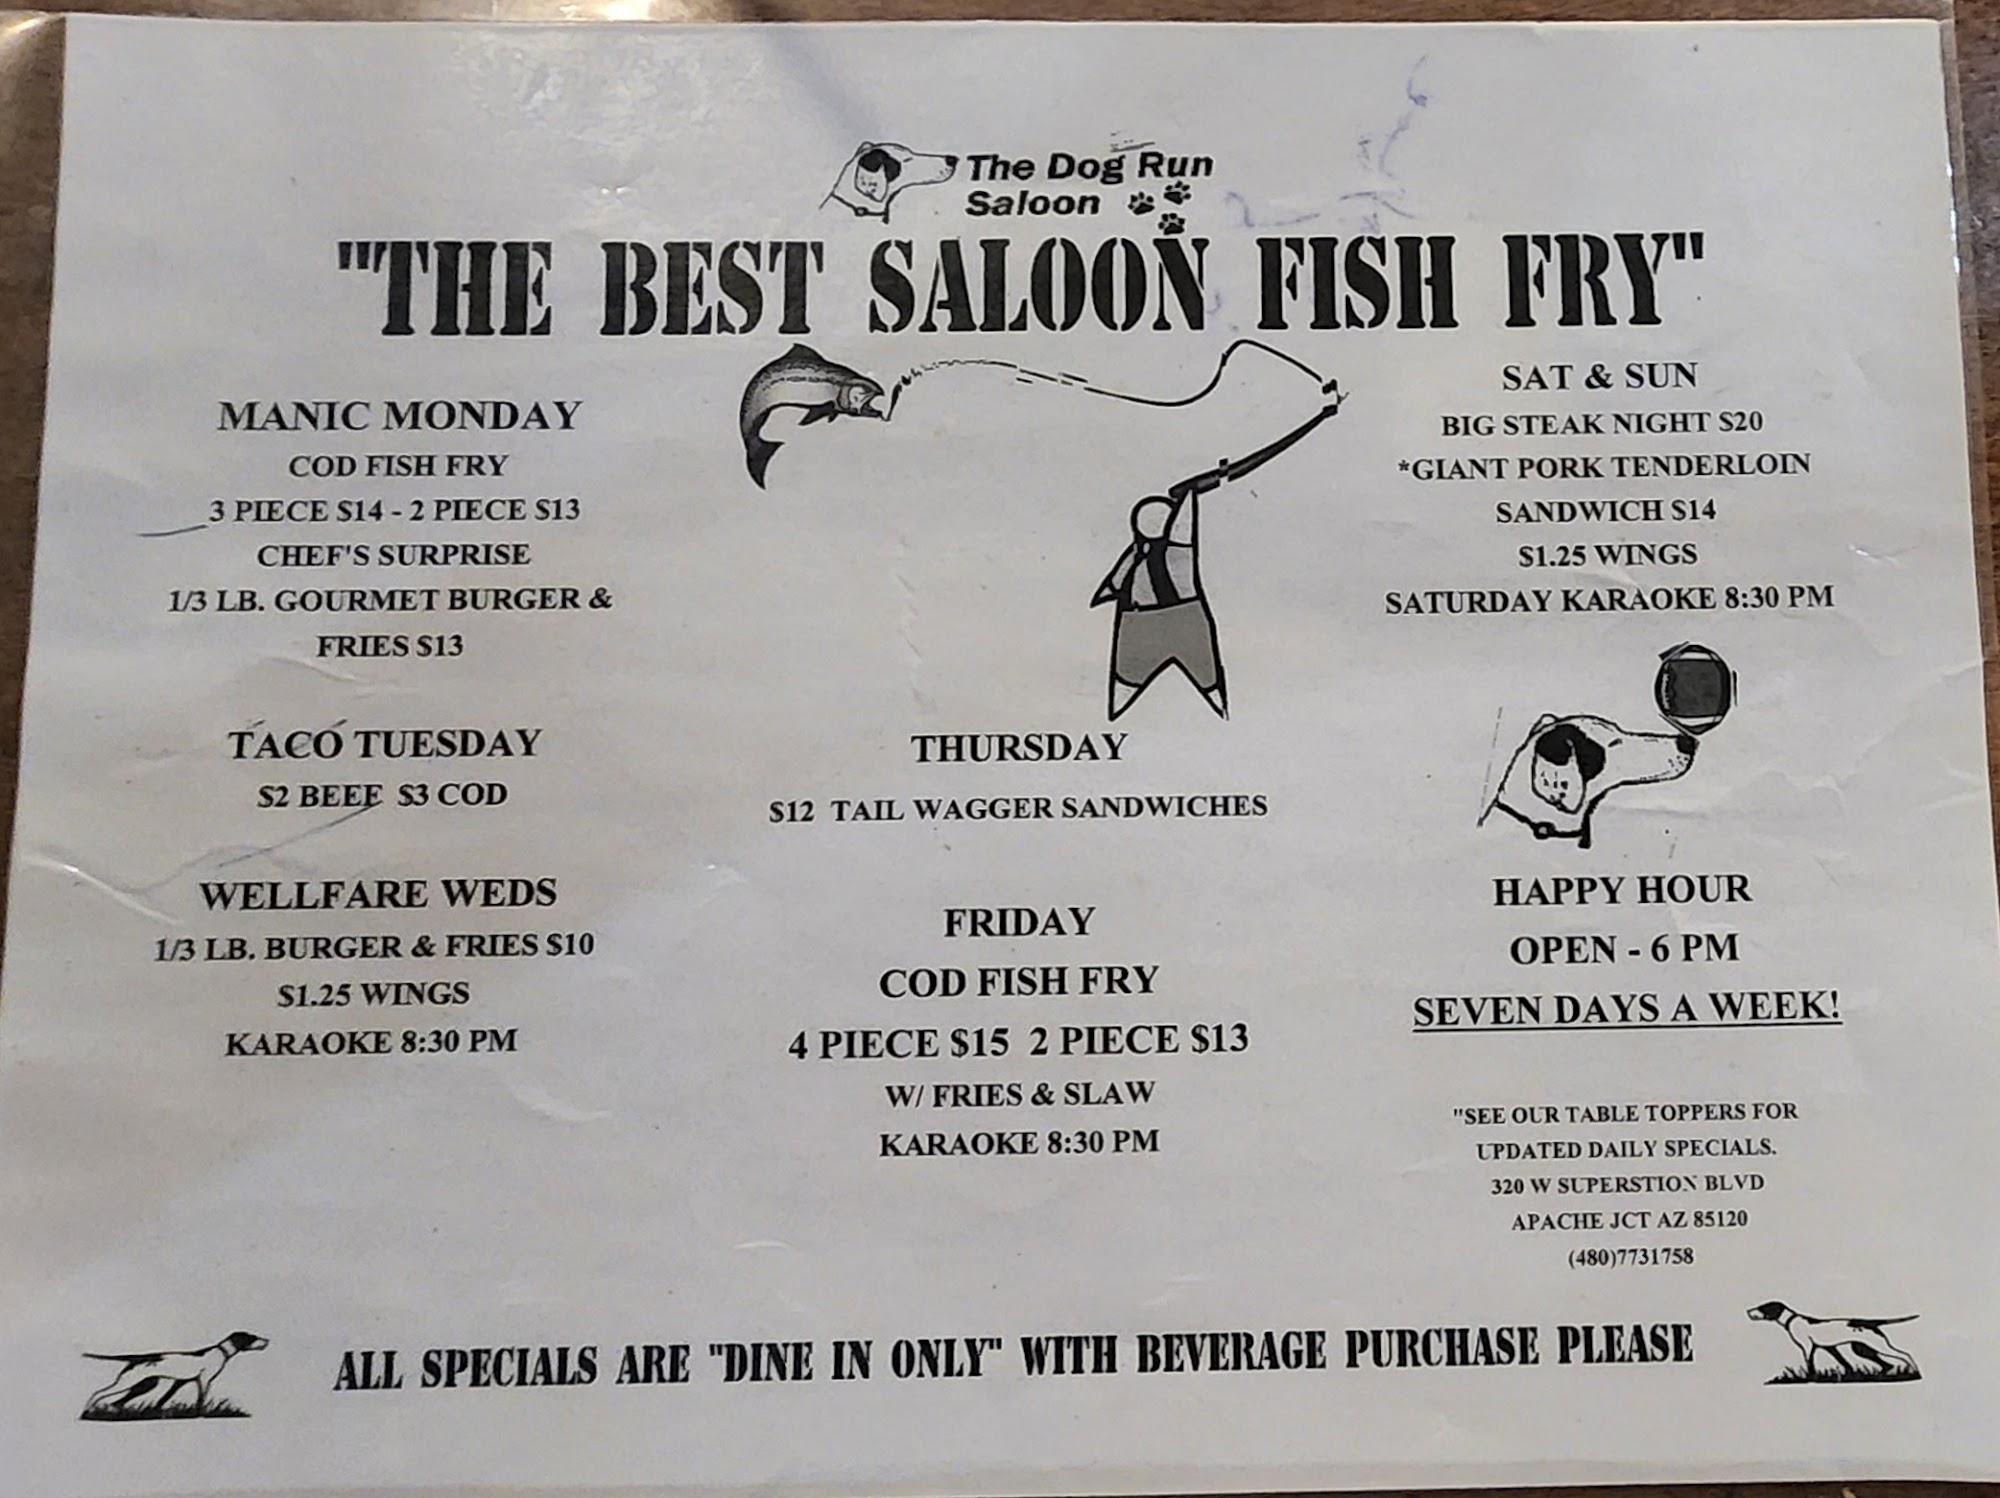 The Dog Run
Saloon
"THE BEST SALOON FISH FRY"
MANIC MONDAY
COD FISH FRY
3 PIECE $14 - 2 PIECE $13
CHEF'S SURPRISE
1/3 LB. GOURMET BURGER &
FRIES $13
TACO TUESDAY
$2 BEEF $3 COD
WELLFARE WEDS
1/3 LB. BURGER & FRIES $10
$1.25 WINGS
KARAOKE 8:30 PM
THURSDAY
$12 TAIL WAGGER SANDWICHES
FRIDAY
COD FISH FRY
4 PIECE $15 2 PIECE $13
W/ FRIES & SLAW
KARAOKE 8:30 PM
SAT & SUN
BIG STEAK NIGHT $20
*GIANT PORK TENDERLOIN
SANDWICH $14
$1.25 WINGS
SATURDAY KARAOKE 8:30 PM
HAPPY HOUR
OPEN - 6 PM
SEVEN DAYS A WEEK!
"SEE OUR TABLE TOPPERS FOR
UPDATED DAILY SPECIALS.
320 W SUPERSTION BLVD
APACHE JCT AZ 85120
(480)7731758
ALL SPECIALS ARE "DINE IN ONLY" WITH BEVERAGE PURCHASE PLEASE